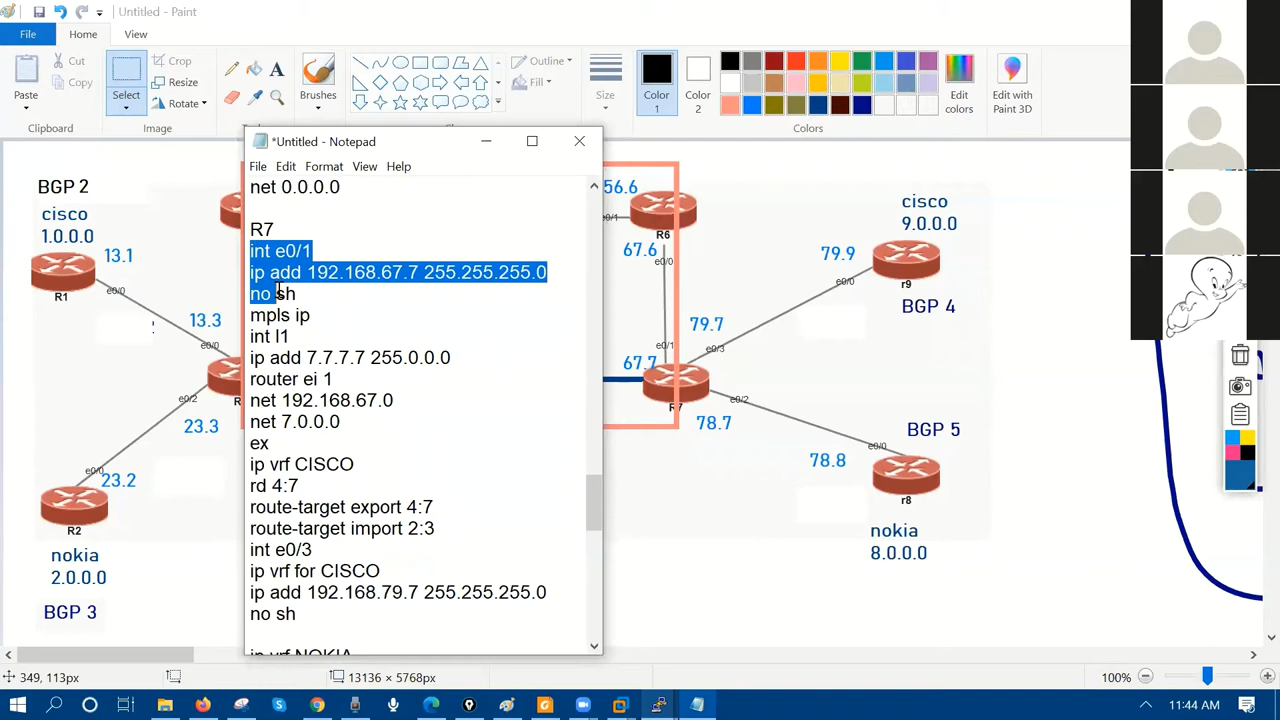 Untitled - Paint
File
Home
View
Paste
Cut
Copy
Clipboard
Select
Crop
Resize
Rotate
Image
Tools
Brushes
Outline
Fill
Shapes
Size
Color
1
Color
2
Edit
colors
Edit with
Paint 3D
Colors
*Untitled - Notepad
File Edit Format View Help
net 0.0.0.0
R7
int e0/1
ip add 192.168.67.7 255.255.255.0
no sh
mpls ip
int l1
ip add 7.7.7.7 255.0.0.0
router ei 1
net 192.168.67.0
net 7.0.0.0
ex
ip vrf CISCO
rd 4:7
route-target export 4:7
route-target import 2:3
int e0/3
ip vrf for CISCO
ip add 192.168.79.7 255.255.255.0
no sh
ip vrf NOKIA
BGP 2
cisco
1.0.0.0
13.1
e0/0
R1
13.3
e0/0
e0/2
23.3
e0/0
23.2
R2
nokia
2.0.0.0
BGP 3
56.6
e0/1
R6
67.6
e0/0
e0/1
67.7
R7
79.7
e0/3
e0/2
78.7
cisco
9.0.0.0
79.9
e0/0
r9
BGP 4
BGP 5
e0/0
78.8
r8
nokia
8.0.0.0
349, 113px
13136 × 5768px
100%
11:44 AM